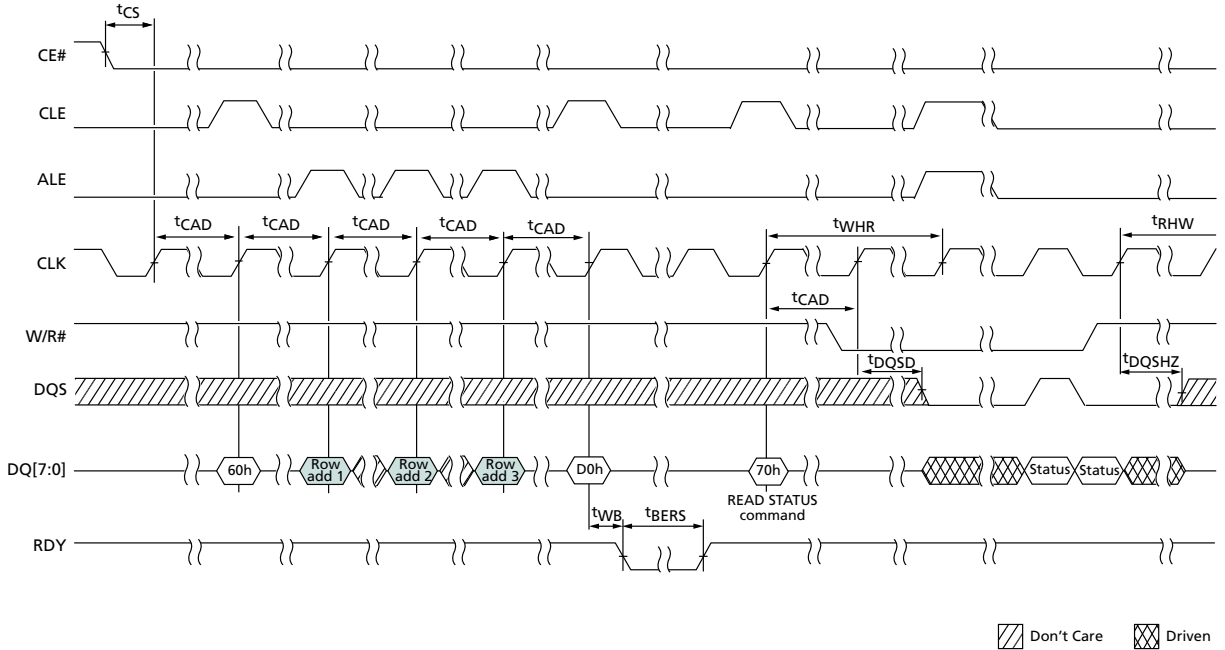 tCS
CE#
CLE
ALE
tCAD tCAD tCAD tCAD tCAD tWHR tRHW
CLK
tCAD
W/R#
tDQSD tDQSHZ
DQS
DQ[7:0] 60h Row add 1 Row add 2 Row add 3 D0h 70h Status Status
READ STATUS
command
tWB tBERS
RDY
Don't Care Driven